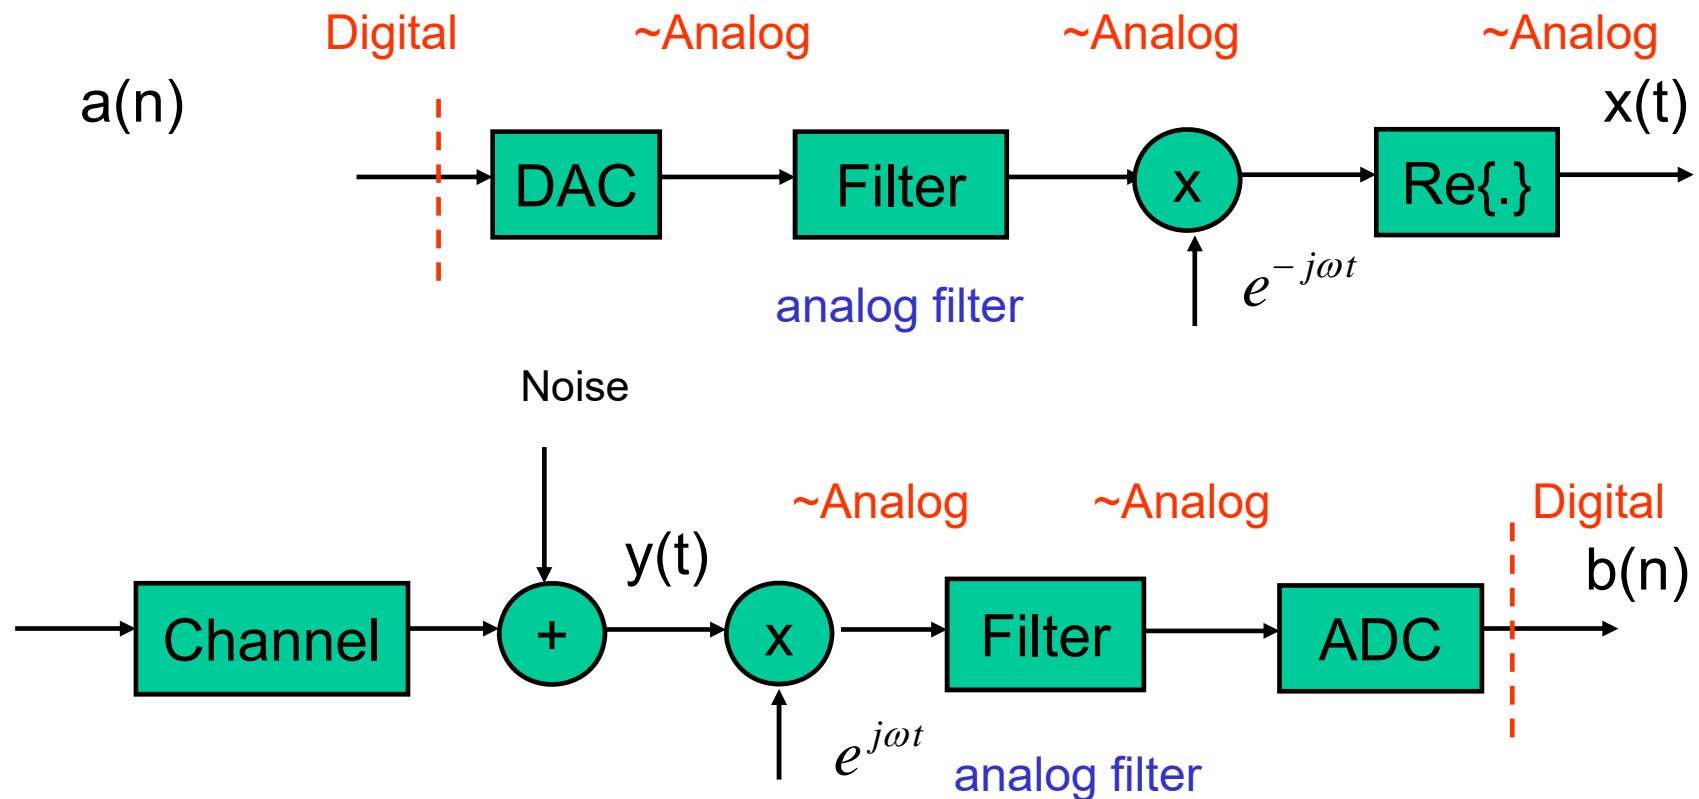 Digital ~Analog ~Analog ~Analog
a(n) x(t)
DAC Filter x Re{.}
e^{-jωt}
analog filter
Noise
~Analog ~Analog Digital
y(t) b(n)
Channel + x Filter ADC
e^{jωt}
analog filter